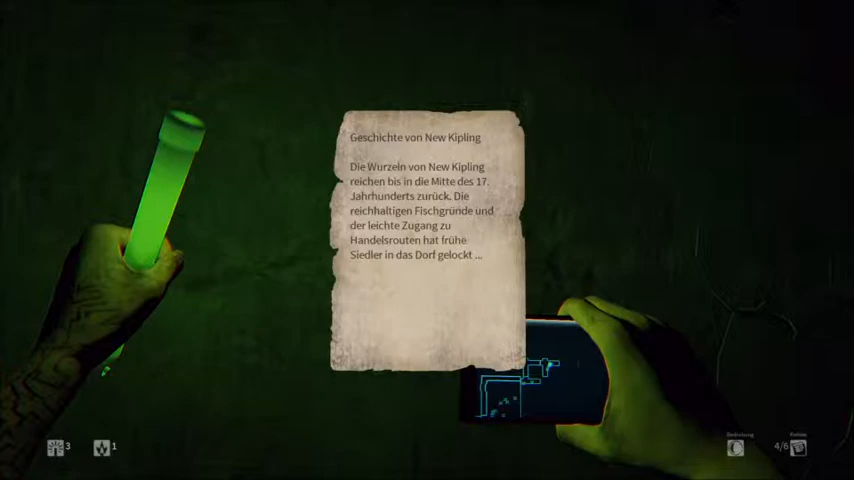 Geschichte von New Kipling
Die Wurzeln von New Kipling
reichen bis in die Mitte des 17.
Jahrhunderts zurück. Die
reichhaltigen Fischgründe und
der leichte Zugang zu
Handelsrouten hat frühe
Siedler in das Dorf gelockt ...
3
1
4/6